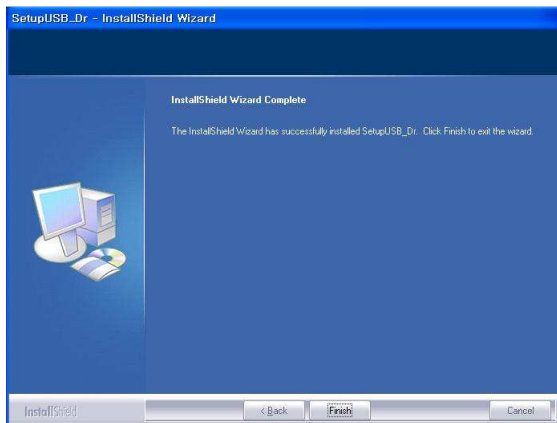 SetupUSB_Dr - InstallShield Wizard
InstallShield Wizard Complete
The InstallShield Wizard has successfully installed SetupUSB_Dr. Click Finish to exit the wizard.
InstallShield
< Back
Finish
Cancel